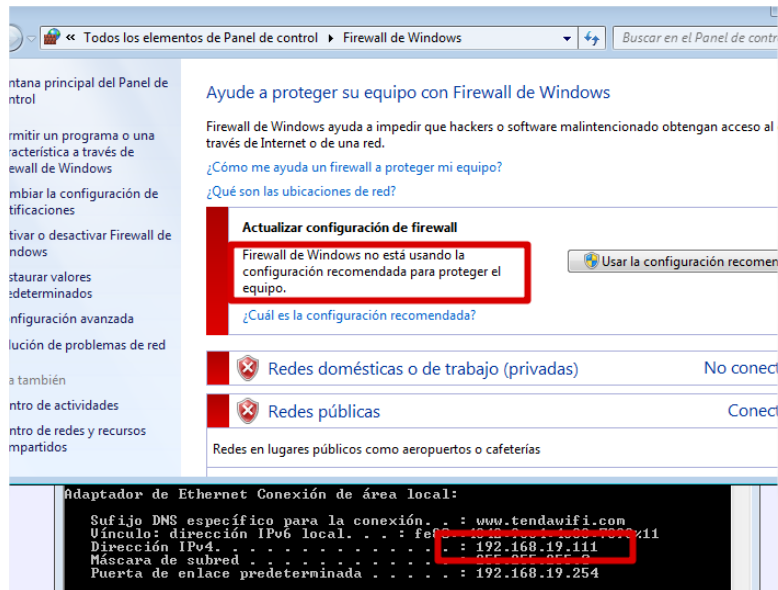 « Todos los elementos de Panel de control ▸ Firewall de Windows
Buscar en el Panel de contr
ntana principal del Panel de
ntrol
rmitir un programa o una
racterística a través de
ewall de Windows
mbiar la configuración de
tificaciones
tivar o desactivar Firewall de
ndows
staurar valores
edeterminados
nfiguración avanzada
lución de problemas de red
a también
ntro de actividades
ntro de redes y recursos
mpartidos
Ayude a proteger su equipo con Firewall de Windows
Firewall de Windows ayuda a impedir que hackers o software malintencionado obtengan acceso al
través de Internet o de una red.
¿Cómo me ayuda un firewall a proteger mi equipo?
¿Qué son las ubicaciones de red?
Actualizar configuración de firewall
Firewall de Windows no está usando la
configuración recomendada para proteger el
equipo.
Usar la configuración recomen
¿Cuál es la configuración recomendada?
Redes domésticas o de trabajo (privadas) No conect
Redes públicas Conect
Redes en lugares públicos como aeropuertos o cafeterías
Adaptador de Ethernet Conexión de área local:
Sufijo DNS específico para la conexión. . : www.tendawifi.com
Vínculo: dirección IPv6 local. . . :
Dirección IPv4. . . . . . . . . . . . . . : 192.168.19.111
Máscara de subred . . . . . . . . . . . . :
Puerta de enlace predeterminada . . . . . : 192.168.19.254